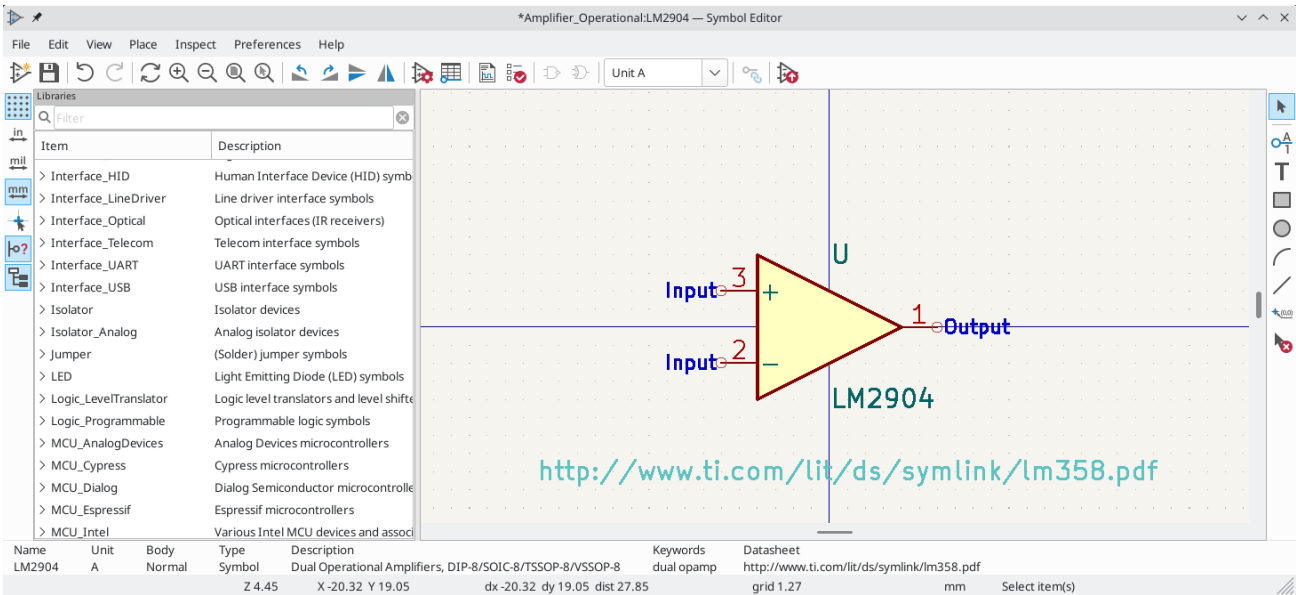 *Amplifier_Operational:LM2904 — Symbol Editor
File Edit View Place Inspect Preferences Help
Unit A
Libraries
Filter
Item Description
Interface_HID Human Interface Device (HID) symb
Interface_LineDriver Line driver interface symbols
Interface_Optical Optical interfaces (IR receivers)
Interface_Telecom Telecom interface symbols
Interface_UART UART interface symbols
Interface_USB USB interface symbols
Isolator Isolator devices
Isolator_Analog Analog isolator devices
Jumper (Solder) jumper symbols
LED Light Emitting Diode (LED) symbols
Logic_LevelTranslator Logic level translators and level shifte
Logic_Programmable Programmable logic symbols
MCU_AnalogDevices Analog Devices microcontrollers
MCU_Cypress Cypress microcontrollers
MCU_Dialog Dialog Semiconductor microcontrolle
MCU_Espressif Espressif microcontrollers
MCU_Intel Various Intel MCU devices and associ
in
mil
mm
U
Input 3 +
1 Output
Input 2 −
LM2904
http://www.ti.com/lit/ds/symlink/lm358.pdf
A
1
T
(0,0)
Name Unit Body Type Description Keywords Datasheet
LM2904 A Normal Symbol Dual Operational Amplifiers, DIP-8/SOIC-8/TSSOP-8/VSSOP-8 dual opamp http://www.ti.com/lit/ds/symlink/lm358.pdf
Z 4.45 X -20.32 Y 19.05 dx -20.32 dy 19.05 dist 27.85 grid 1.27 mm Select item(s)